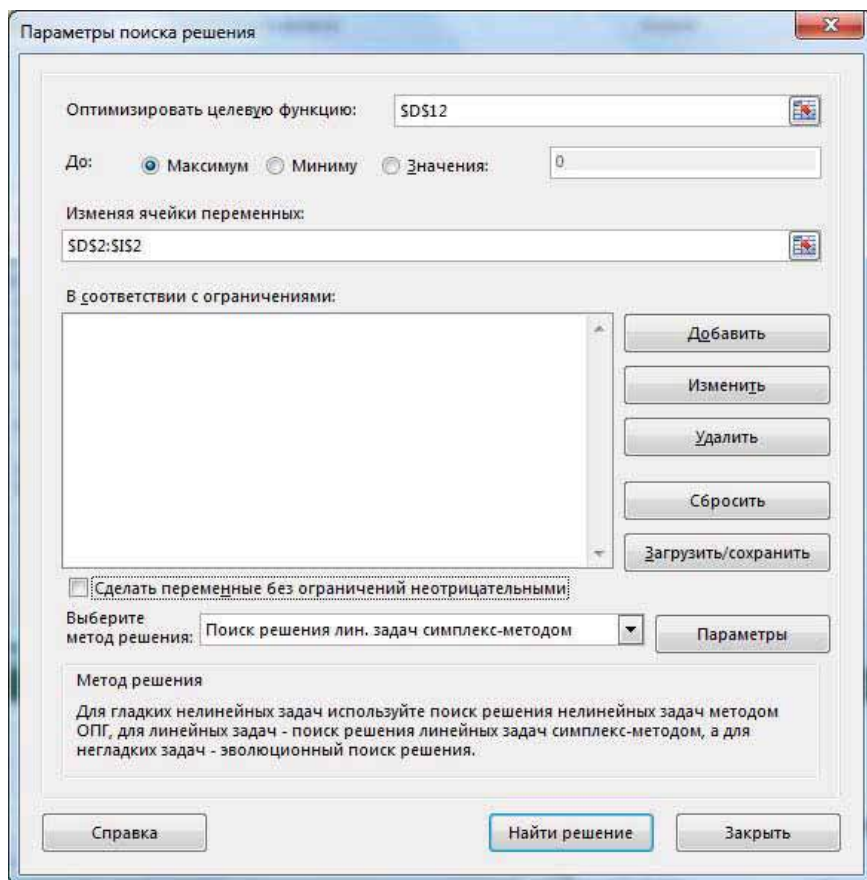 Параметры поиска решения
Оптимизировать целевую функцию: $D$12
До: Максимум Миниму Значения: 0
Изменяя ячейки переменных:
$D$2:$I$2
В соответствии с ограничениями:
Добавить
Изменить
Удалить
Сбросить
Загрузить/сохранить
Сделать переменные без ограничений неотрицательными
Выберите
метод решения: Поиск решения лин. задач симплекс-методом Параметры
Метод решения
Для гладких нелинейных задач используйте поиск решения нелинейных задач методом
ОПГ, для линейных задач - поиск решения линейных задач симплекс-методом, а для
негладких задач - эволюционный поиск решения.
Справка Найти решение Закрыть